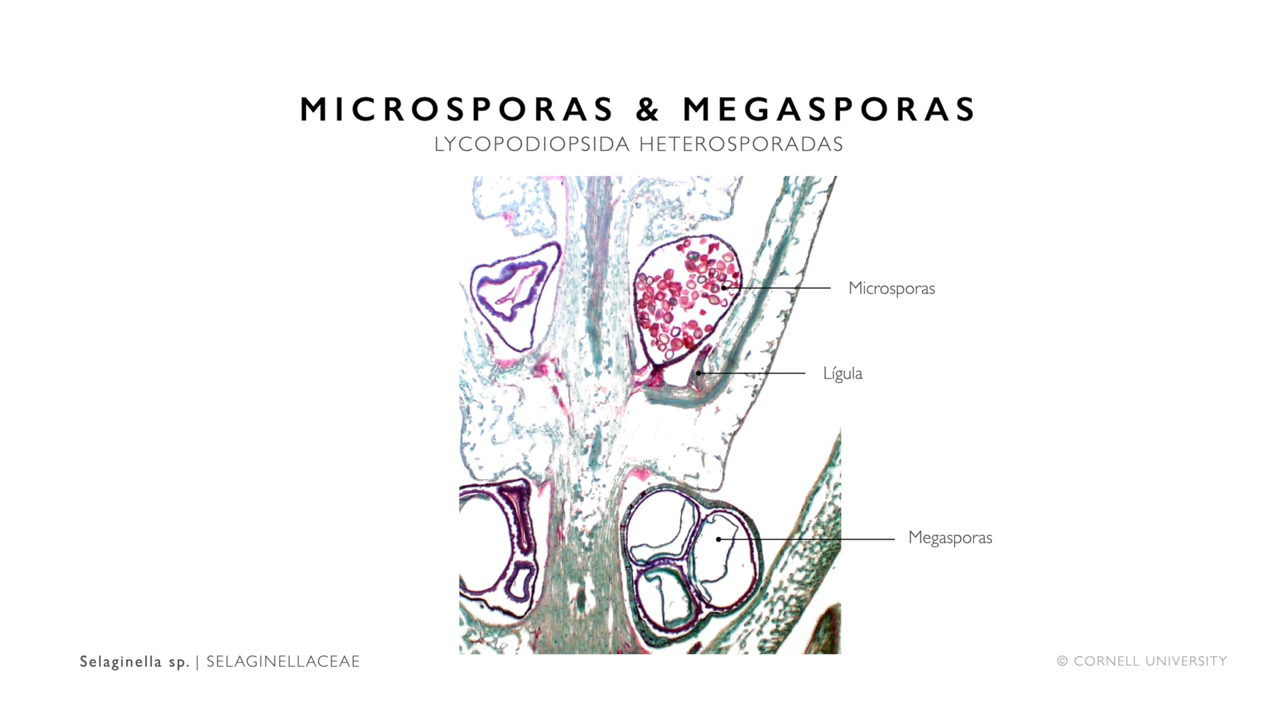 MICROSPORAS & MEGASPORAS
LYCOPODIOPSIDA HETEROSPORADAS
Microsporas
Lígula
Megasporas
Selaginella sp. | SELAGINELLACEAE
© CORNELL UNIVERSITY